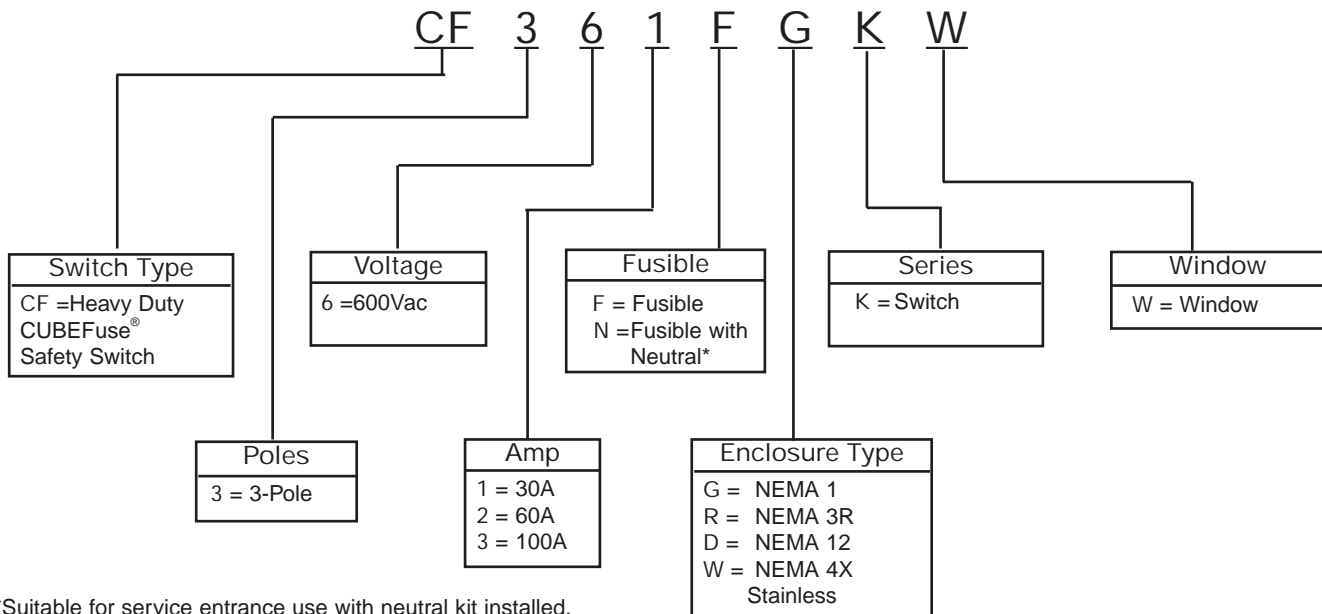 CF 3 6 1 F G K W
Switch Type
CF =Heavy Duty
CUBEFuse®
Safety Switch
Voltage
6 =600Vac
Fusible
F = Fusible
N =Fusible with
Neutral*
Series
K =Switch
Window
W = Window
Poles
3 = 3-Pole
Amp
1 = 30A
2 = 60A
3 = 100A
Enclosure Type
G = NEMA 1
R = NEMA 3R
D = NEMA 12
W = NEMA 4X
Stainless
*Suitable for service entrance use with neutral kit installed.